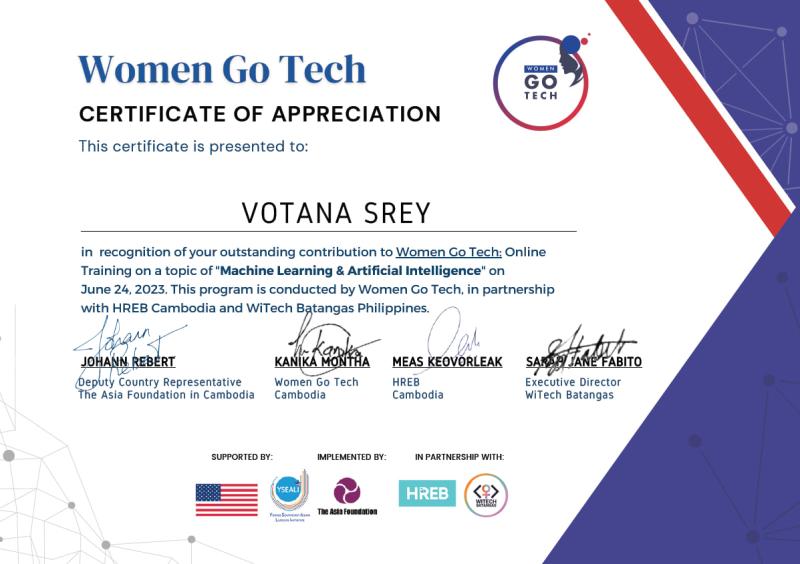 Women Go Tech
WOMEN
GO
TECH
CERTIFICATE OF APPRECIATION
This certificate is presented to:
VOTANA SREY
in recognition of your outstanding contribution to Women Go Tech: Online
Training on a topic of "Machine Learning & Artificial Intelligence" on
June 24, 2023. This program is conducted by Women Go Tech, in partnership
with HREB Cambodia and WiTech Batangas Philippines.
JOHANN REBERT
Deputy Country Representative
The Asia Foundation in Cambodia
KANIKA MONTHA
Women Go Tech
Cambodia
MEAS KEOVORLEAK
HREB
Cambodia
SARAH JANE FABITO
Executive Director
WiTech Batangas
SUPPORTED BY:
IMPLEMENTED BY:
IN PARTNERSHIP WITH:
YSEALI
Young Southeast Asian
Leaders Initiative
The Asia Foundation
HREB
WiTECH
BATANGAS